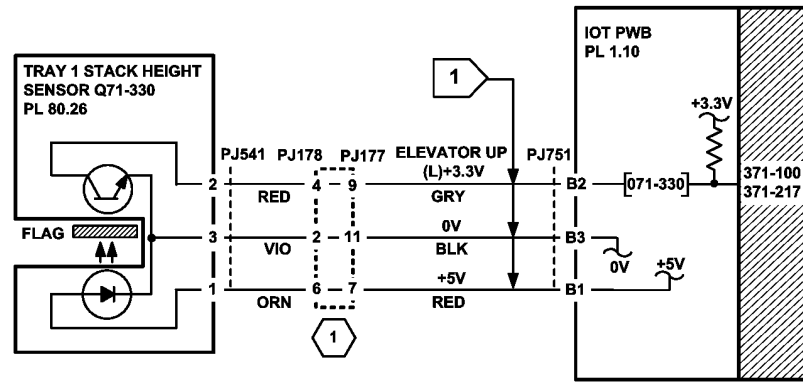 IOT PWB
PL 1.10
TRAY 1 STACK HEIGHT
SENSOR Q71-330
PL 80.26
1
+3.3V
PJ541 PJ178 PJ177 ELEVATOR UP PJ751
(L)+3.3V
2 4 9 B2 [071-330] 371-100
RED GRY 371-217
FLAG 3 0V
2 11 B3
VIO BLK
0V +5V
+5V
1 6 7 B1
ORN RED
1